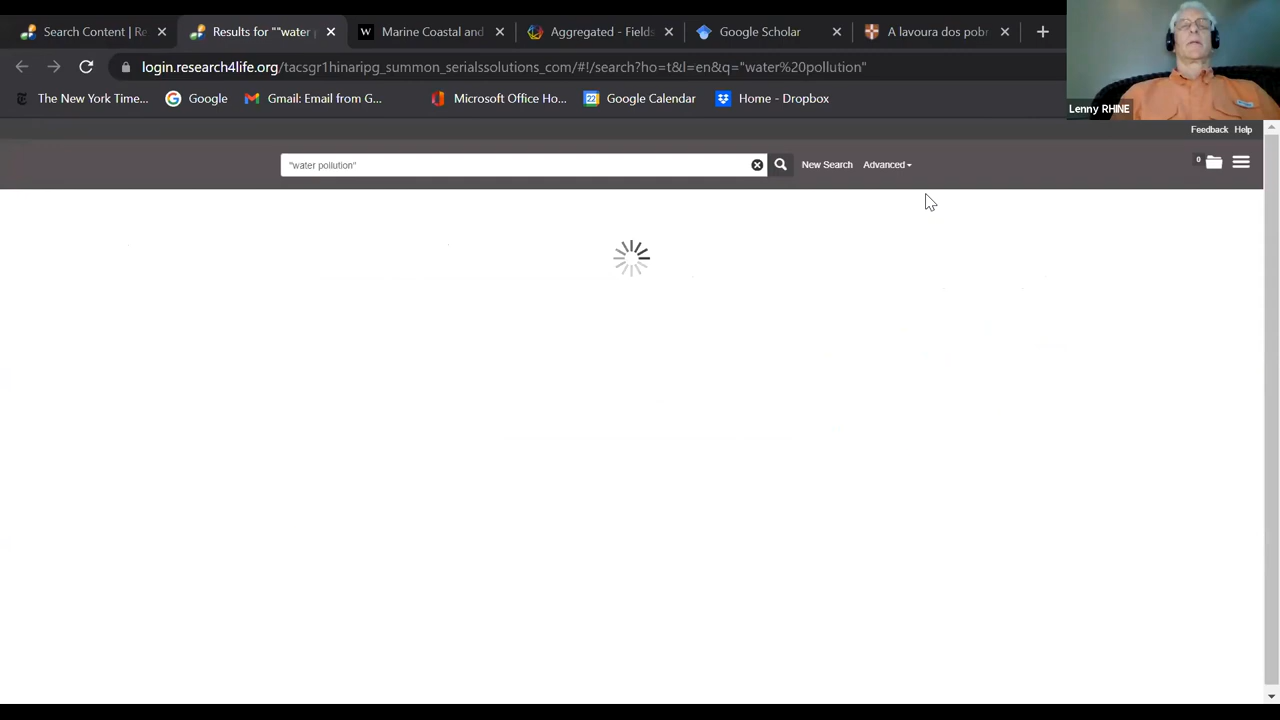 Search Content | Re
Results for ""water p
Marine Coastal and
Aggregated - Fields
Google Scholar
A lavoura dos pobr
login.research4life.org/tacsgr1hinaripg_summon_serialssolutions_com/#!/search?ho=t&l=en&q="water%20pollution"
The New York Time...
Google
Gmail: Email from G...
Microsoft Office Ho...
22
Google Calendar
Home - Dropbox
Lenny RHINE
Feedback Help
"water pollution"
New Search
Advanced
0